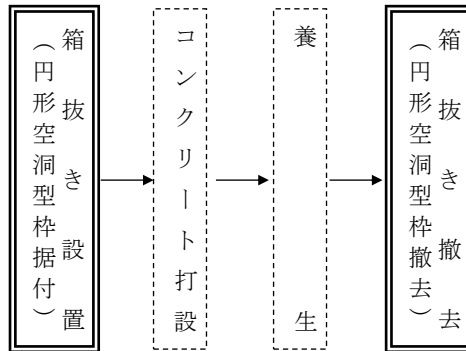 箱抜き設置
（円形空洞型枠据付）
コンクリート打設
養生
箱抜き撤去
（円形空洞型枠撤去）